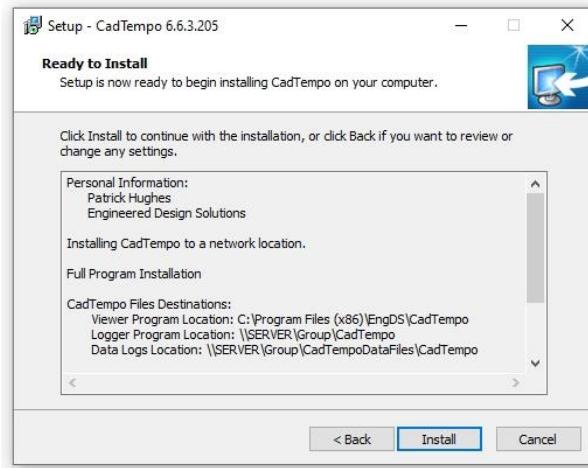 Setup - CadTempo 6.6.3.205
Ready to Install
Setup is now ready to begin installing CadTempo on your computer.
Click Install to continue with the installation, or click Back if you want to review or
change any settings.
Personal Information:
Patrick Hughes
Engineered Design Solutions
Installing CadTempo to a network location.
Full Program Installation
CadTempo Files Destinations:
Viewer Program Location: C:\Program Files (x86)\EngDS\CadTempo
Logger Program Location: \\SERVER\Group\CadTempo
Data Logs Location: \\SERVER\Group\CadTempoDataFiles\CadTempo
< Back
Install
Cancel